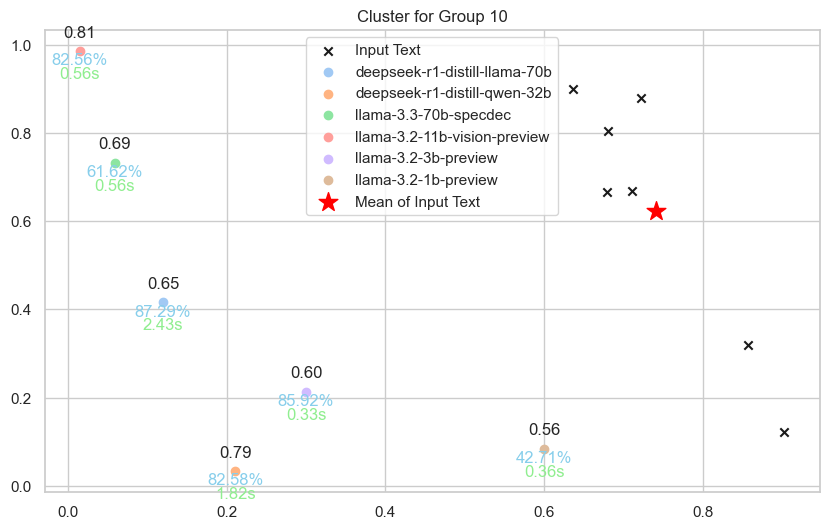 Cluster for Group 10
1.0
0.8
0.6
0.4
0.2
0.0
0.81
82.56%
0.56s
0.69
61.62%
0.56s
0.65
87.29%
2.43s
0.60
85.92%
0.33s
0.79
82.58%
1.82s
0.56
42.71%
0.36s
Input Text
deepseek-r1-distill-llama-70b
deepseek-r1-distill-qwen-32b
llama-3.3-70b-specdec
llama-3.2-11b-vision-preview
llama-3.2-3b-preview
llama-3.2-1b-preview
Mean of Input Text
0.0 0.2 0.4 0.6 0.8